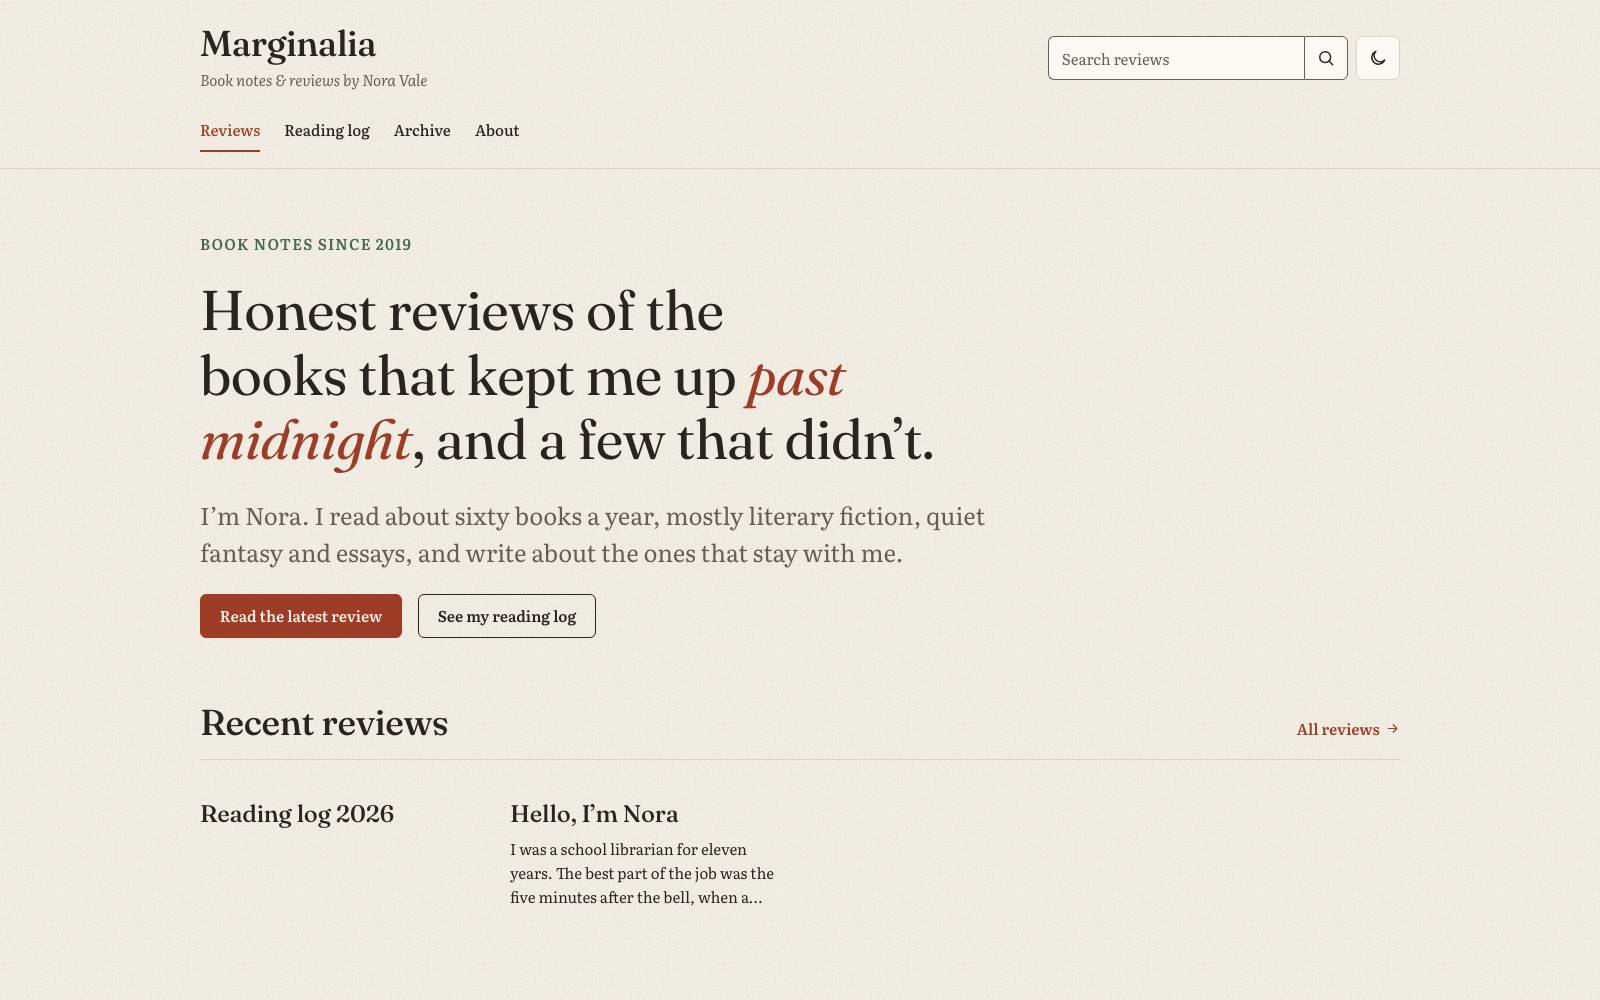 Marginalia
Book notes & reviews by Nora Vale
Search reviews
Reviews
Reading log
Archive
About
BOOK NOTES SINCE 2019
Honest reviews of the
books that kept me up past
midnight, and a few that didn’t.
I’m Nora. I read about sixty books a year, mostly literary fiction, quiet
fantasy and essays, and write about the ones that stay with me.
Read the latest review
See my reading log
Recent reviews
All reviews →
Reading log 2026
Hello, I’m Nora
I was a school librarian for eleven
years. The best part of the job was the
five minutes after the bell, when a…